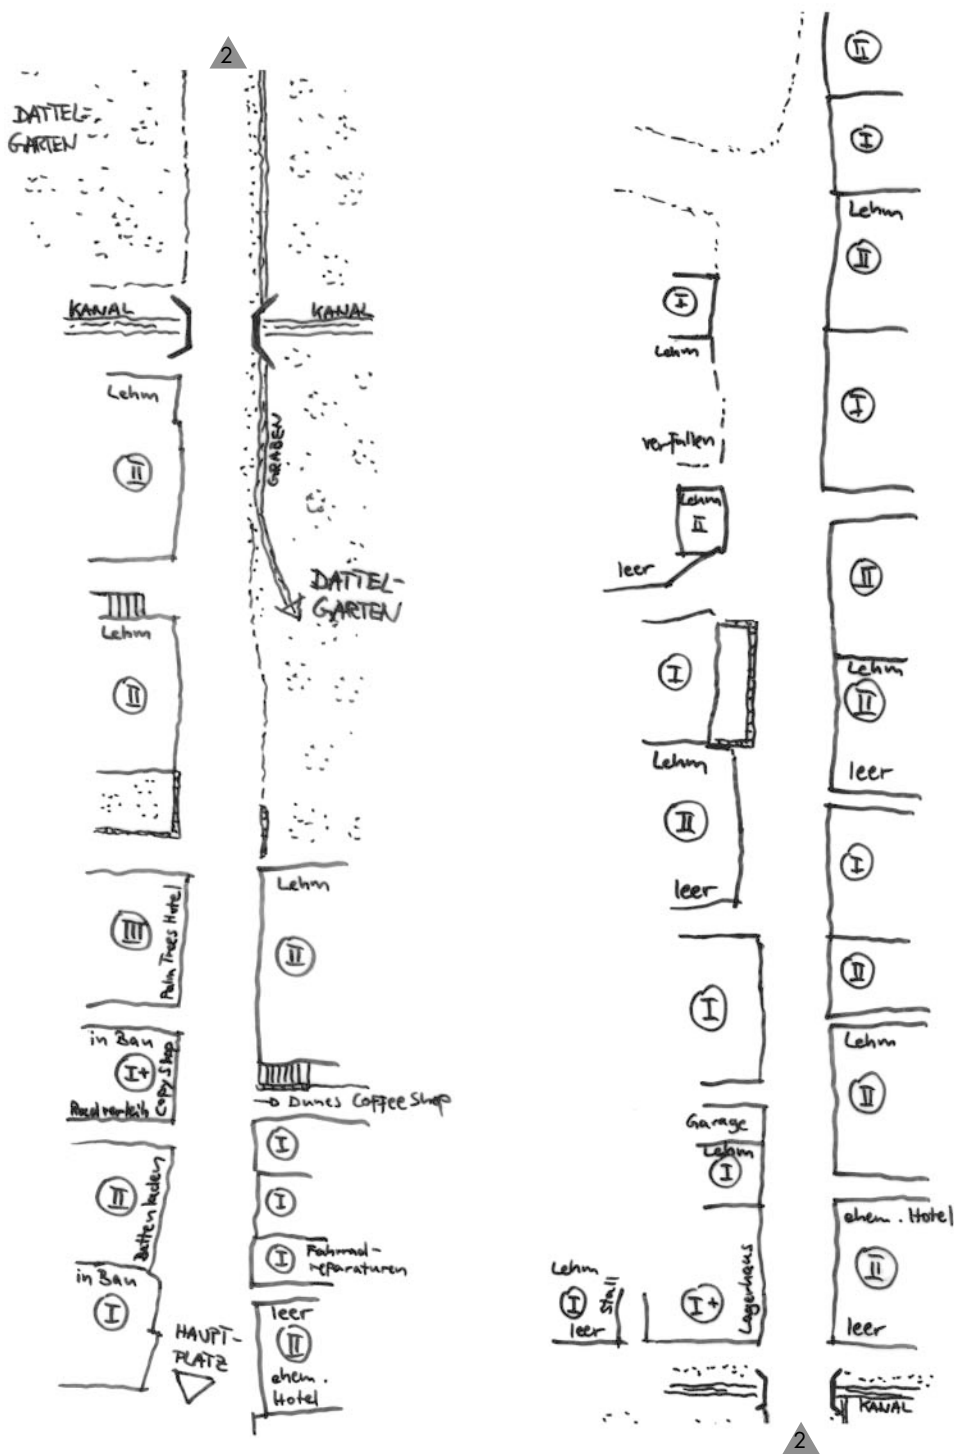 2
DATTEL-
GARTEN
KANAL
KANAL
Lehm
II
GRABEN
DATTEL-
GARTEN
Lehm
II
Lehm
II
III
Palm Trees Hotel
in Bau
I+
Copy Shop
Radverleih
→ Dunes Coffee Shop
I
I
I
Fahrrad-
reparaturen
II
Dattelladen
in Bau
I
HAUPT-
PLATZ
leer
II
ehem.
Hotel
II
I
Lehm
II
I
Lehm
I
verfallen
Lehm
II
leer
I
Lehm
II
leer
I
Garage
Lehm
I
Lagerhaus
I+
Lehm
I
Stall
leer
II
Lehm
II
leer
I
II
Lehm
II
ehem. Hotel
II
leer
KANAL
2